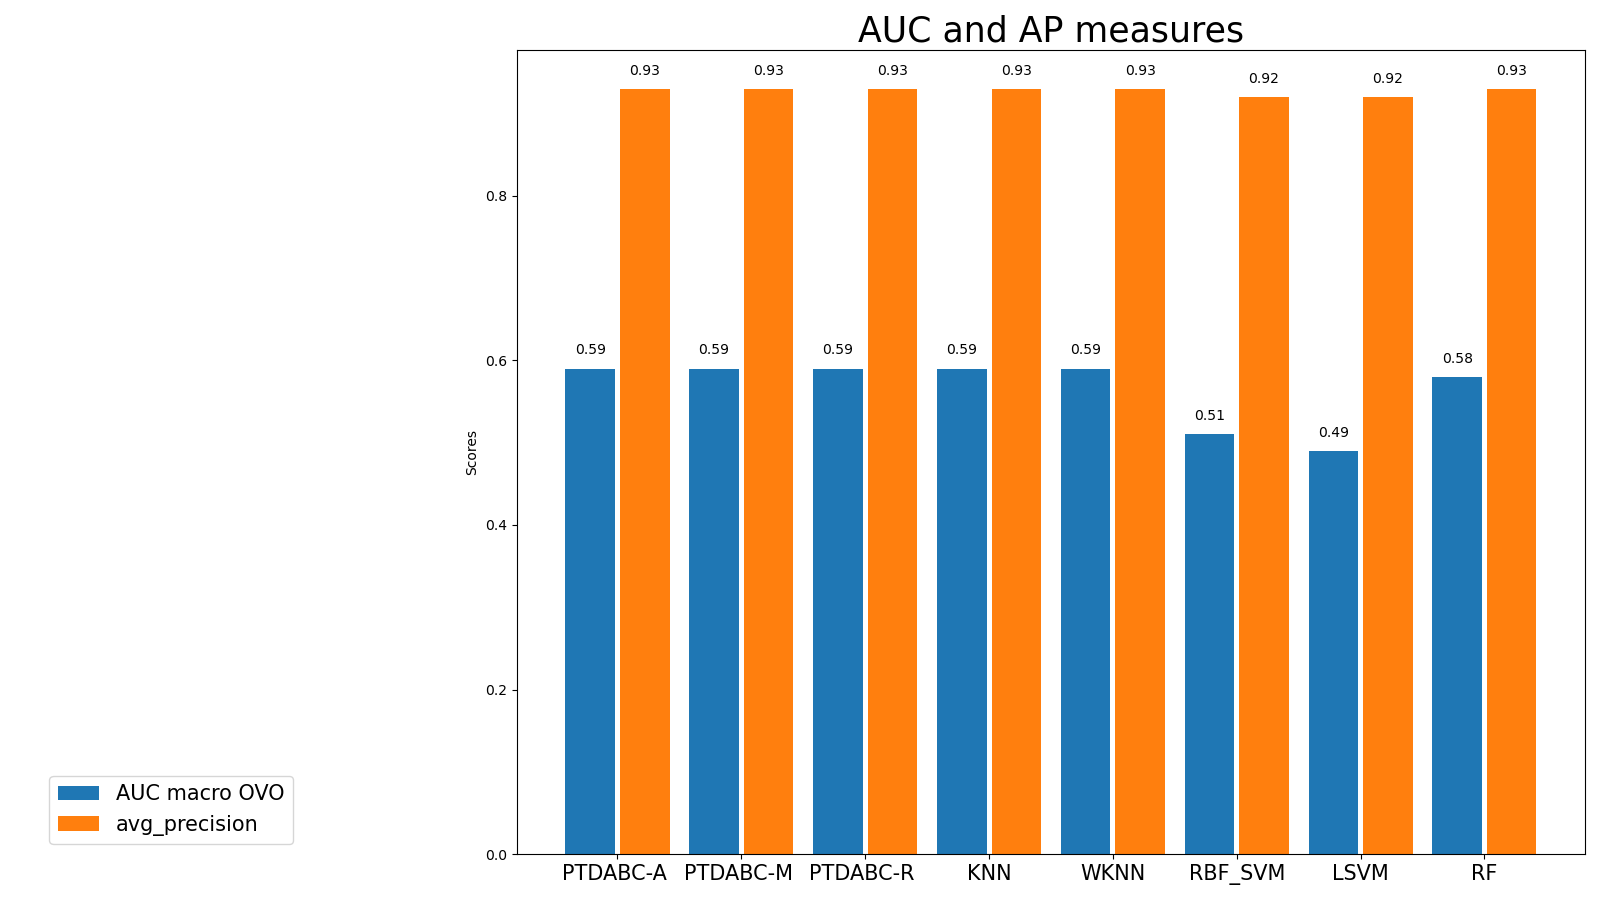 AUC and AP measures
0.93 0.93 0.93 0.93 0.93 0.92 0.92 0.93
0.8
0.59 0.59 0.59 0.59 0.59 0.51 0.49 0.58
0.6
Scores
0.4
0.2
0.0
PTDABC-A PTDABC-M PTDABC-R KNN WKNN RBF_SVM LSVM RF
AUC macro OVO
avg_precision